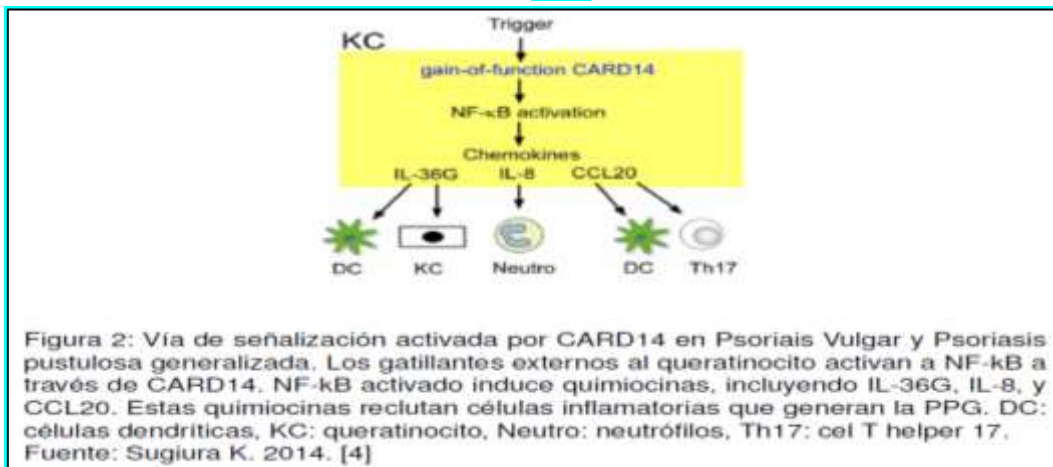 Trigger
KC
gain-of-function CARD14
NF-κB activation
Chemokines
IL-36G IL-8 CCL20
DC KC Neutro DC Th17
Figura 2: Vía de señalización activada por CARD14 en Psoriais Vulgar y Psoriasis
pustulosa generalizada. Los gatillantes externos al queratinocito activan a NF-kB a
través de CARD14. NF-kB activado induce quimiocinas, incluyendo IL-36G, IL-8, y
CCL20. Estas quimiocinas reclutan células inflamatorias que generan la PPG. DC:
células dendríticas, KC: queratinocito, Neutro: neutrófilos, Th17: cel T helper 17.
Fuente: Sugiura K. 2014. [4]